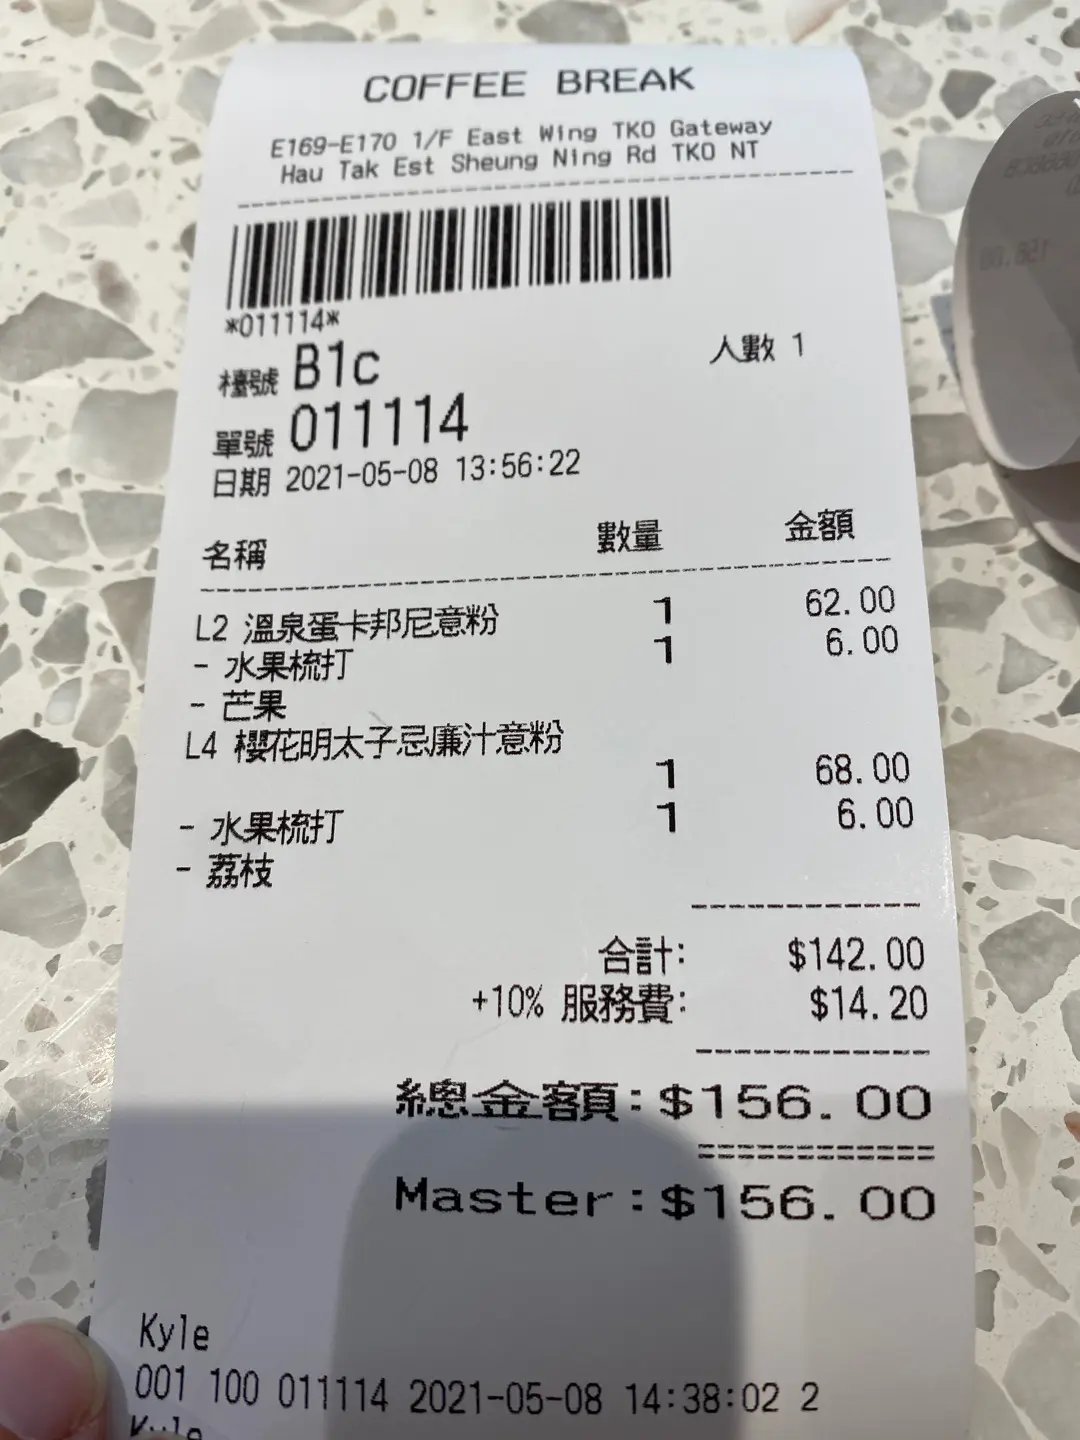 COFFEE BREAK
E169-E170 1/F East Wing TKO Gateway
Hau Tak Est Sheung Ning Rd TKO NT
*011114*
檯號 B1c 人數 1
單號 011114
日期 2021-05-08 13:56:22
名稱 數量 金額
L2 溫泉蛋卡邦尼意粉 1 62.00
- 水果梳打 1 6.00
- 芒果
L4 櫻花明太子忌廉汁意粉
1 68.00
- 水果梳打 1 6.00
- 荔枝
合計: $142.00
+10% 服務費: $14.20
總金額:$156.00
Master:$156.00
Kyle
001 100 011114 2021-05-08 14:38:02 2
Kyle